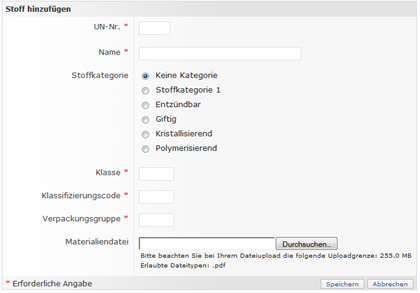 Stoff hinzufügen
UN-Nr. *
Name *
Stoffkategorie
Keine Kategorie
Stoffkategorie 1
Entzündbar
Giftig
Kristallisierend
Polymerisierend
Klasse *
Klassifizierungscode *
Verpackungsgruppe *
Materialiendatei Durchsuchen...
Bitte beachten Sie bei Ihrem Dateiupload die folgende Uploadgrenze: 255.0 MB
Erlaubte Dateitypen: .pdf
* Erforderliche Angabe Speichern Abbrechen